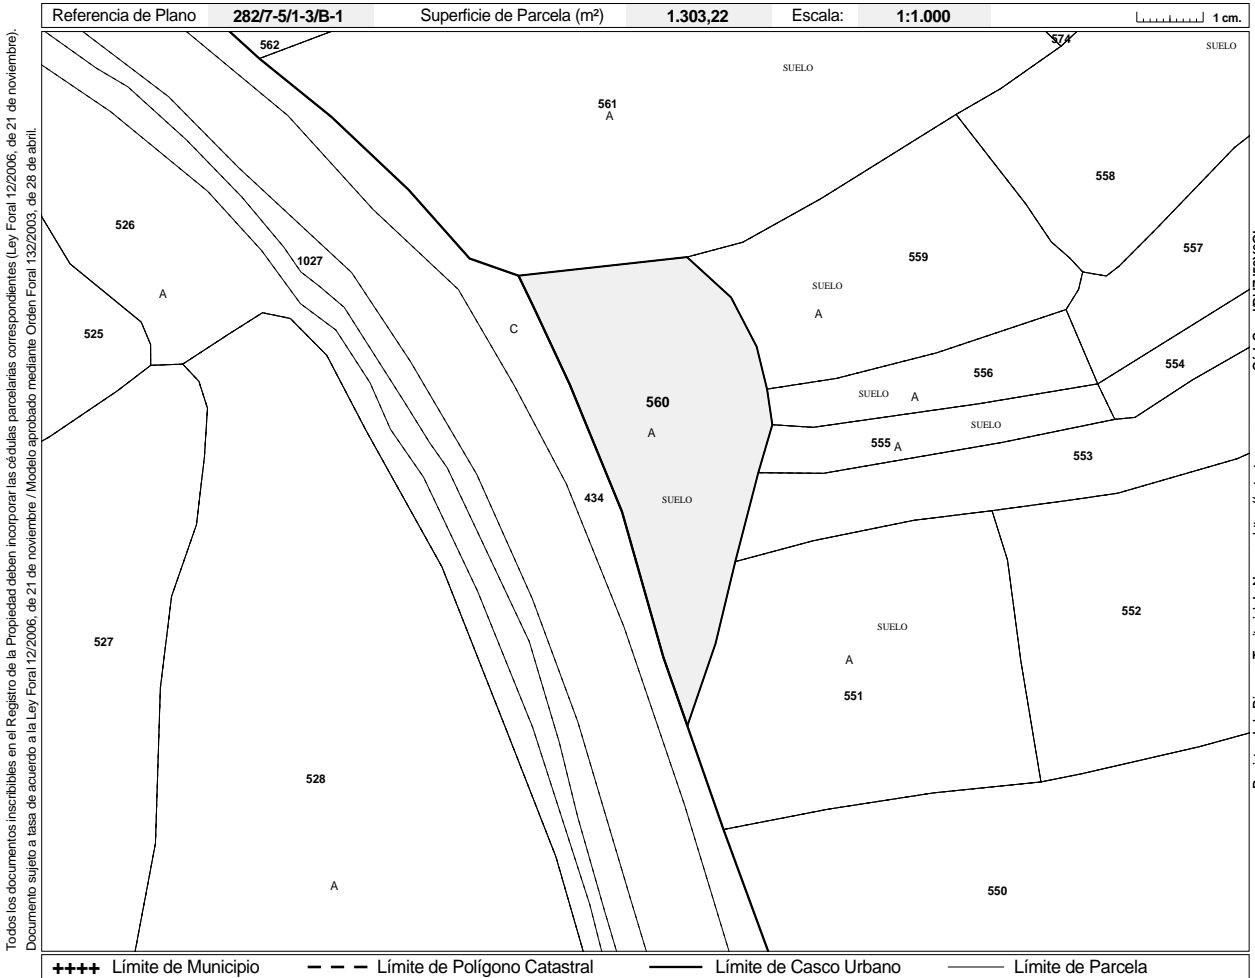 Referencia de Plano 282/7-5/1-3/B-1 Superficie de Parcela (m²) 1.303,22 Escala: 1:1.000 1 cm.
Todos los documentos inscribibles en el Registro de la Propiedad deben incorporar las cédulas parcelarias correspondientes (Ley Foral 12/2006, de 21 de noviembre).
Documento sujeto a tasa de acuerdo a la Ley Foral 12/2006, de 21 de noviembre / Modelo aprobado mediante Orden Foral 132/2003, de 28 de abril.
562
574
SUELO
SUELO
561
A
558
526
557
559
1027
SUELO
A
A
C
525
554
556
SUELO
A
560
A
SUELO
555
A
553
434
SUELO
552
SUELO
527
A
551
528
A
550
++++ Límite de Municipio
Límite de Polígono Catastral
Límite de Casco Urbano
Límite de Parcela